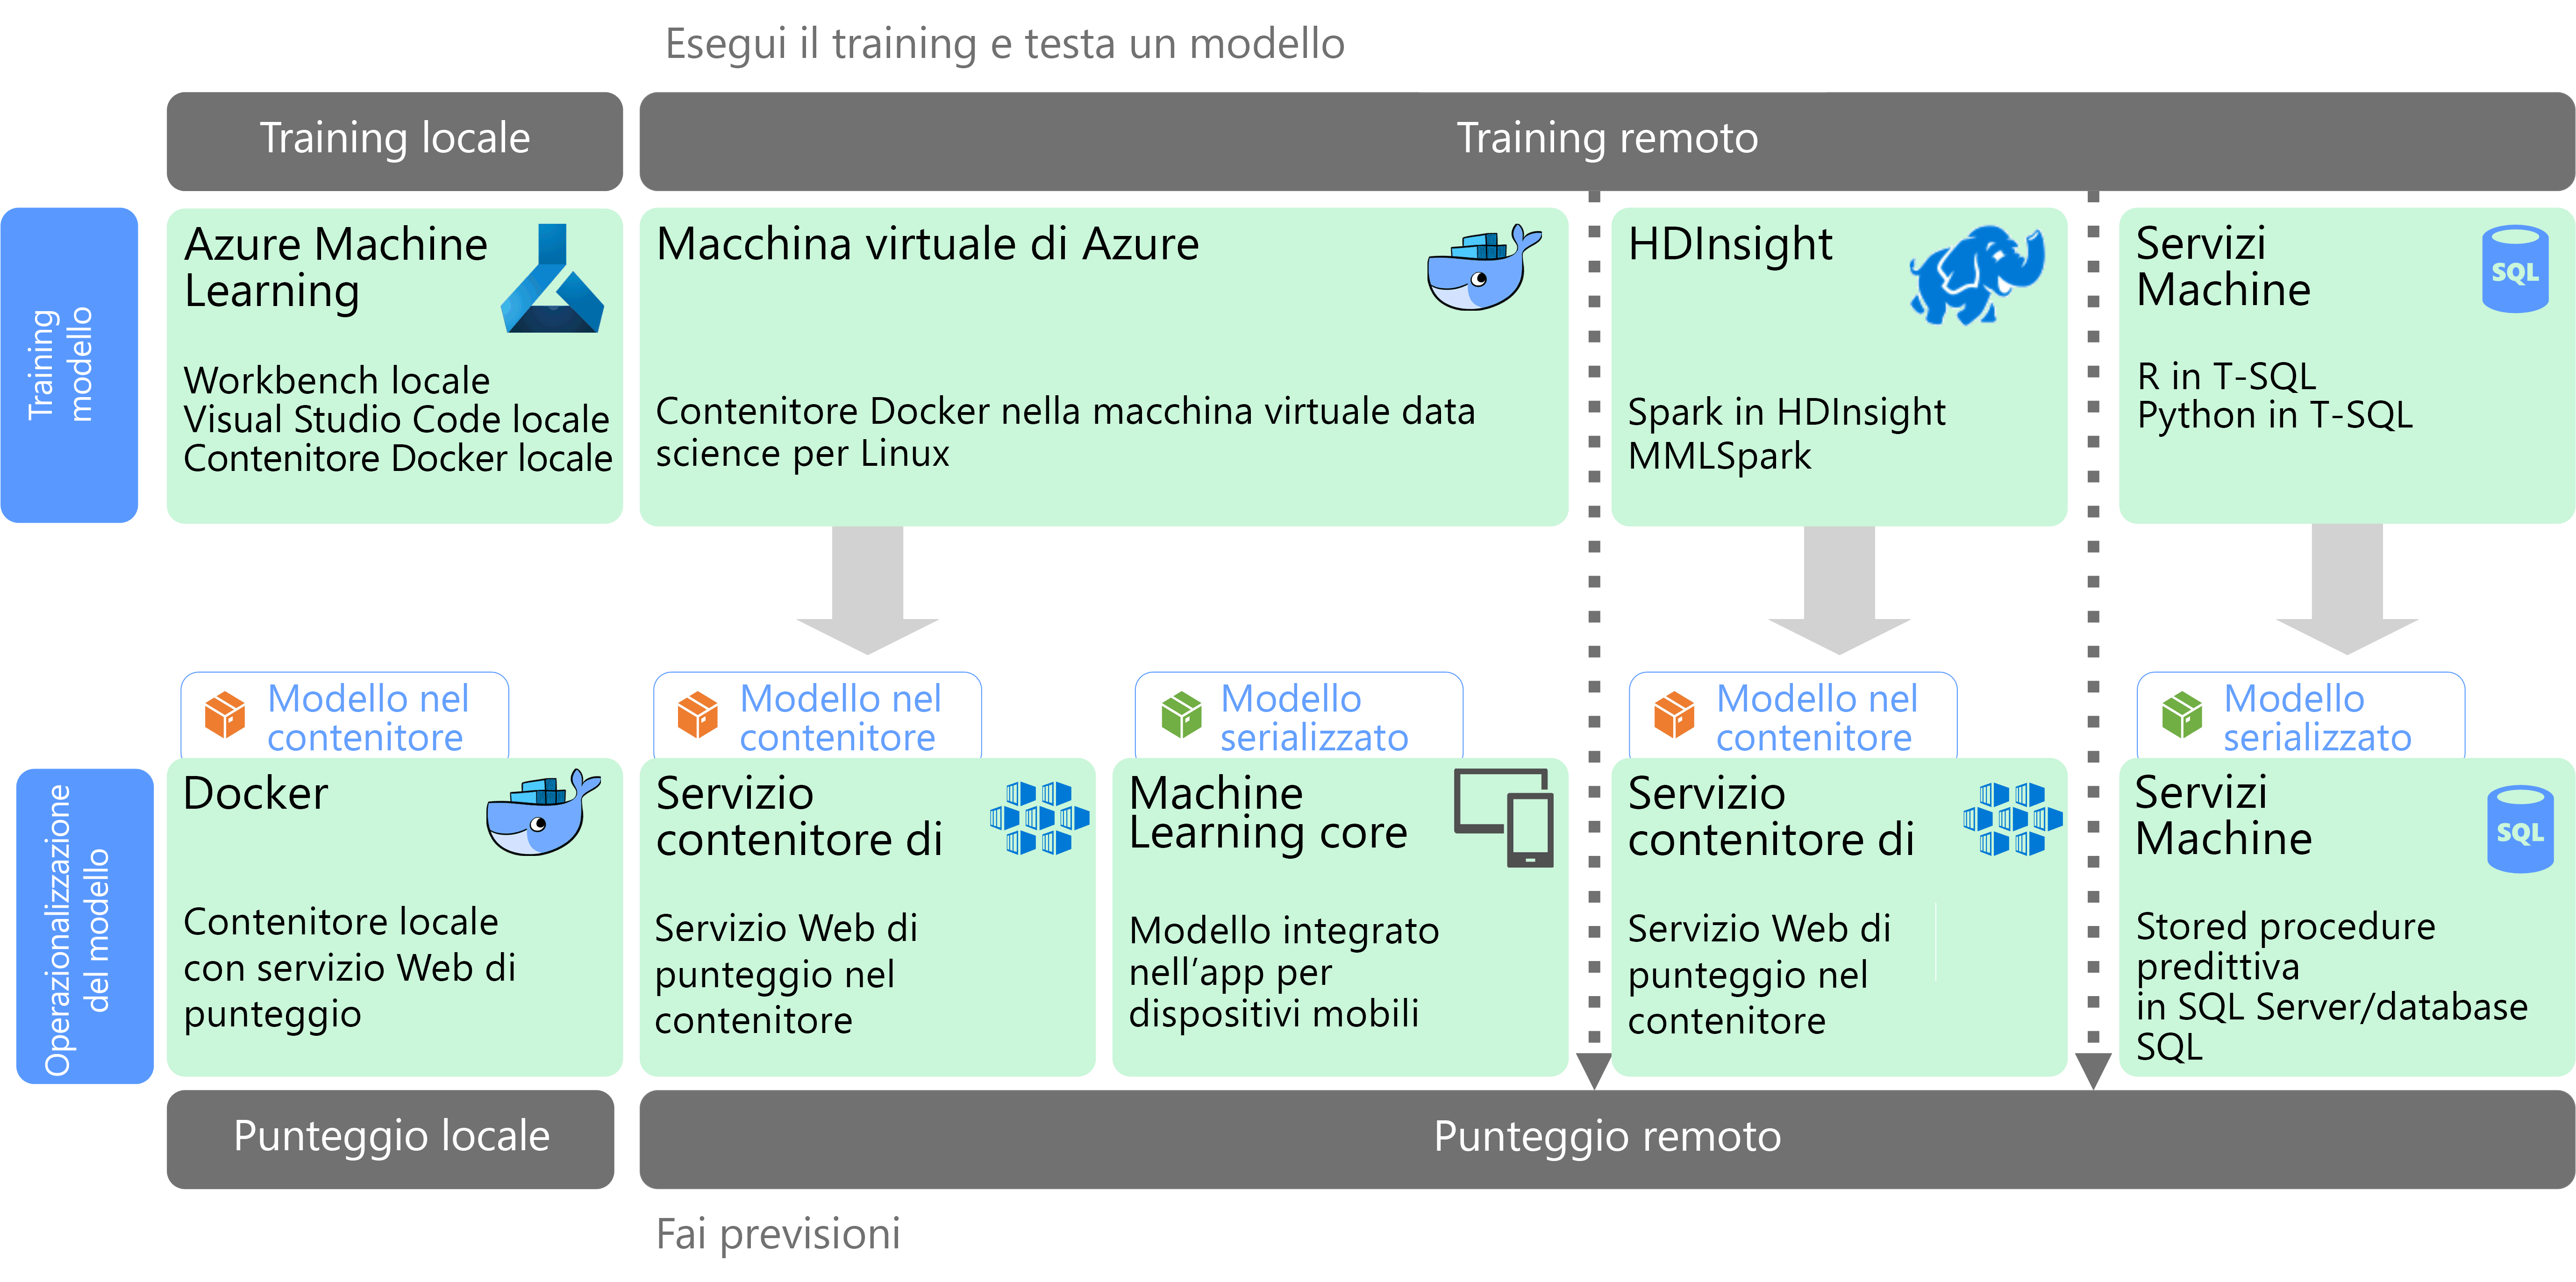 Esegui il training e testa un modello
Training locale
Training remoto
Training
modello
Azure Machine
Learning
Workbench locale
Visual Studio Code locale
Contenitore Docker locale
Macchina virtuale di Azure
Contenitore Docker nella macchina virtuale data
science per Linux
HDInsight
Spark in HDInsight
MMLSpark
Servizi
Machine
SQL
R in T-SQL
Python in T-SQL
Modello nel
contenitore
Modello nel
contenitore
Modello
serializzato
Modello nel
contenitore
Modello
serializzato
Operazionalizzazione
del modello
Docker
Contenitore locale
con servizio Web di
punteggio
Servizio
contenitore di
Servizio Web di
punteggio nel
contenitore
Machine
Learning core
Modello integrato
nell’app per
dispositivi mobili
Servizio
contenitore di
Servizio Web di
punteggio nel
contenitore
Servizi
Machine
SQL
Stored procedure
predittiva
in SQL Server/database
SQL
Punteggio locale
Punteggio remoto
Fai previsioni